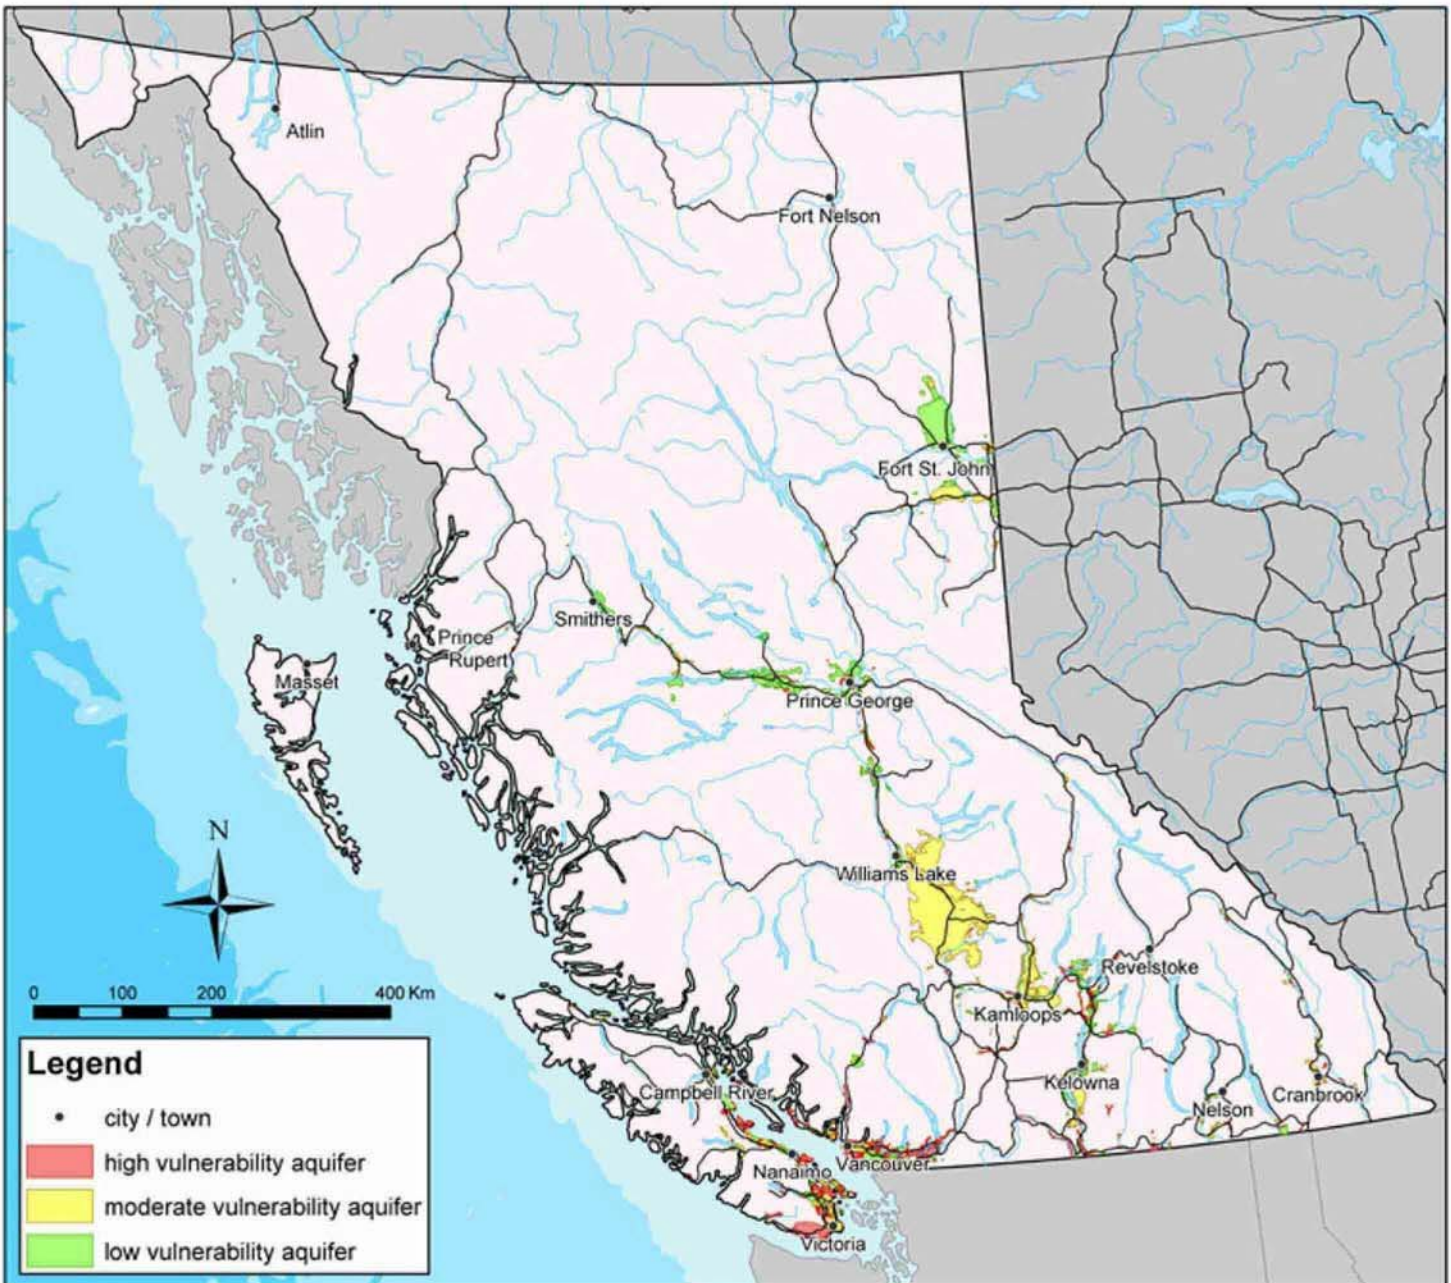 Atlin
Fort Nelson
Fort St. John
Smithers
Prince
Rupert
Masset
Prince George
N
Williams Lake
Revelstoke
0 100 200 400 Km
Kamloops
Legend
Kelowna
Campbell River
Cranbrook
Nelson
city / town
high vulnerability aquifer
Vancouver
Nanaimo
moderate vulnerability aquifer
Victoria
low vulnerability aquifer